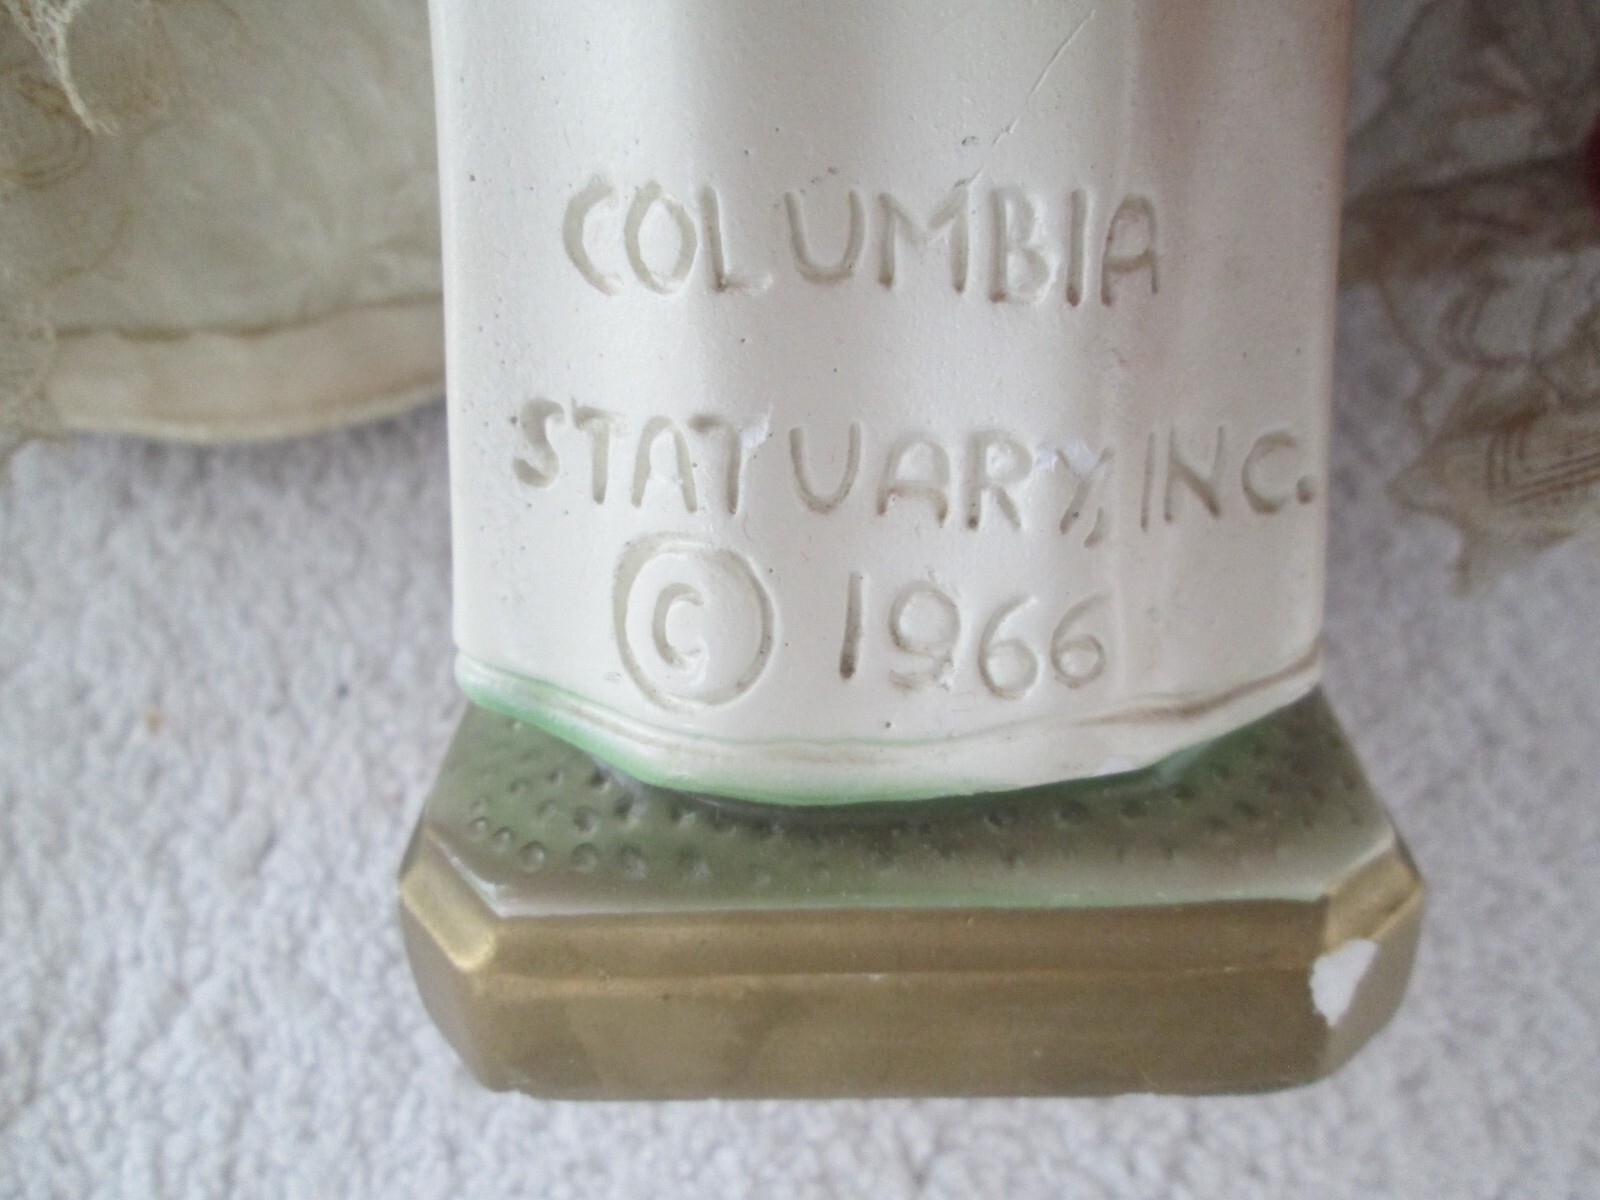 COLUMBIA
STATUARY, INC.
© 1966